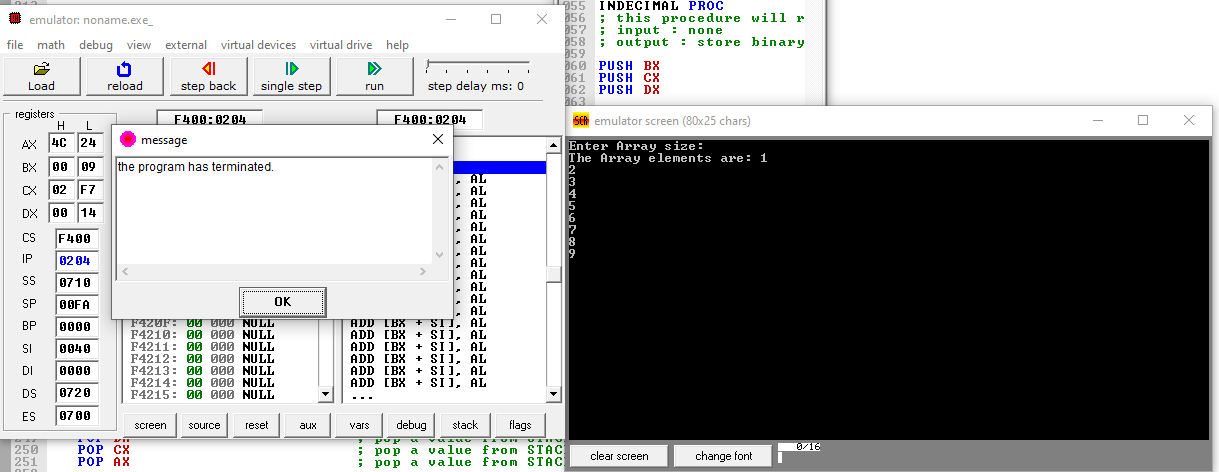 emulator: noname.exe_
file math debug view external virtual devices virtual drive help
Load reload step back single step run step delay ms: 0
registers
H L
F400:0204 F400:0204
AX 4C 24
BX 00 09
CX 02 F7
DX 00 14
CS F400
IP 0204
SS 0710
SP 00FA
BP 0000
SI 0040
DI 0000
DS 0720
ES 0700
message
the program has terminated.
OK
, AL
, AL
, AL
, AL
, AL
, AL
, AL
, AL
, AL
, AL
, AL
, AL
F420F: 00 000 NULL ADD [BX + SI], AL
F4210: 00 000 NULL ADD [BX + SI], AL
F4211: 00 000 NULL ADD [BX + SI], AL
F4212: 00 000 NULL ADD [BX + SI], AL
F4213: 00 000 NULL ADD [BX + SI], AL
F4214: 00 000 NULL ADD [BX + SI], AL
F4215: 00 000 NULL ...
screen source reset aux vars debug stack flags
250 POP CX ; pop a value from STAC
251 POP AX ; pop a value from STAC
055 INDECIMAL PROC
056 ; this procedure will r
057 ; input : none
058 ; output : store binary
059
060 PUSH BX
061 PUSH CX
062 PUSH DX
063
emulator screen (80x25 chars)
Enter Array size:
The Array elements are: 1
2
3
4
5
6
7
8
9
clear screen change font 0/16